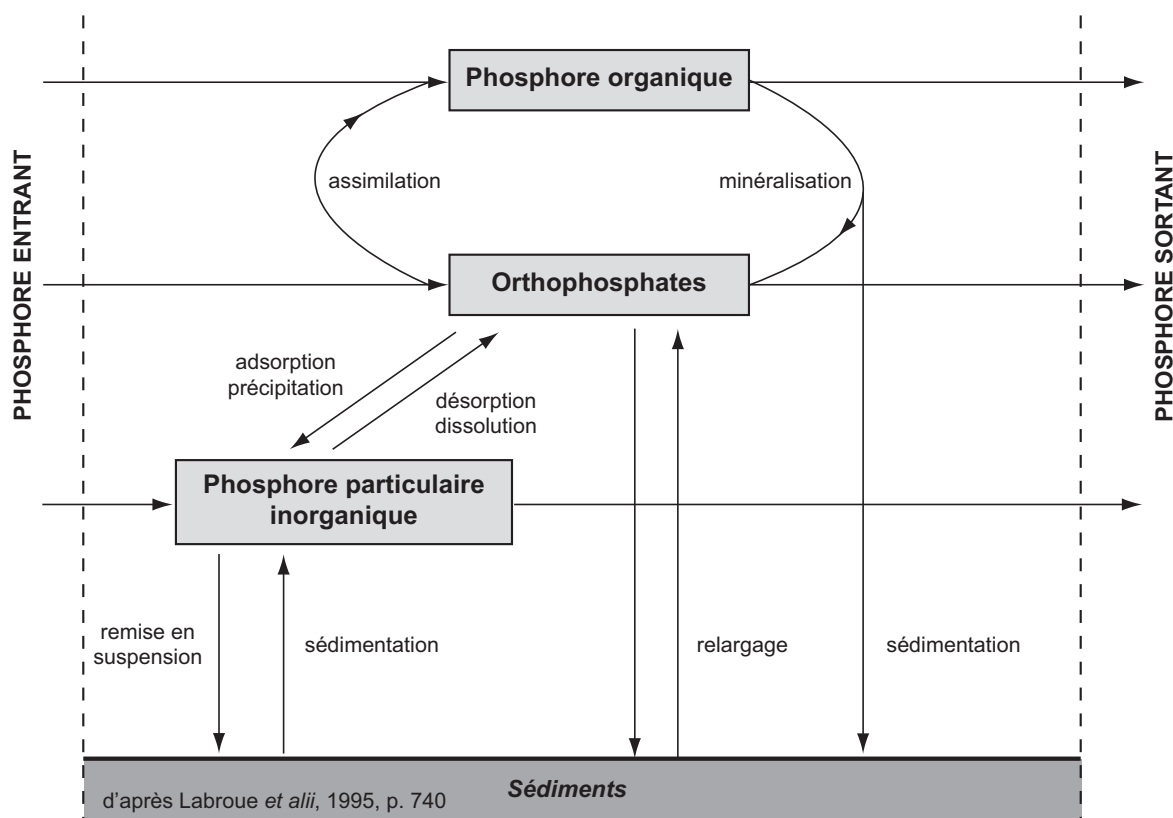 PHOSPHORE ENTRANT
Phosphore organique
assimilation
minéralisation
PHOSPHORE SORTANT
Orthophosphates
adsorption
précipitation
désorption
dissolution
Phosphore particulaire
inorganique
remise en
suspension
sédimentation
relargage
sédimentation
Sédiments
d'après Labroue et alii, 1995, p. 740